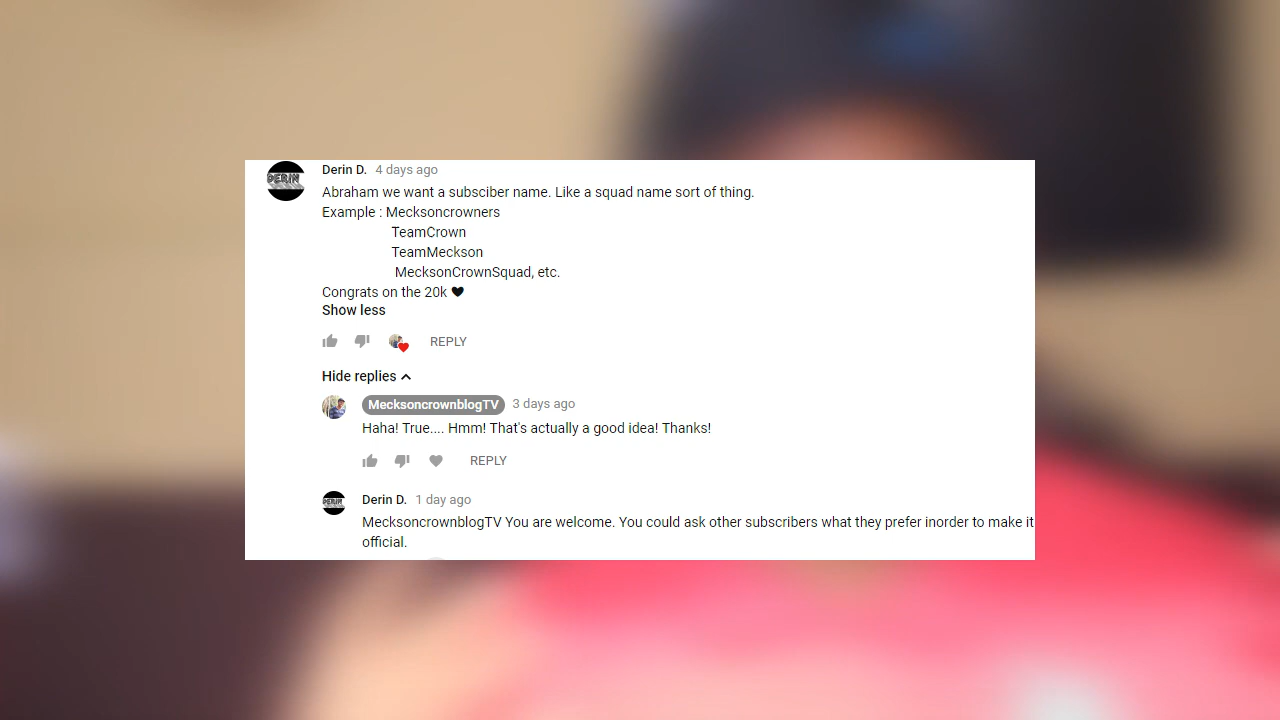 DERIN
Derin D. 4 days ago
Abraham we want a subsciber name. Like a squad name sort of thing.
Example : Mecksoncrowners
TeamCrown
TeamMeckson
MecksonCrownSquad, etc.
Congrats on the 20k 🖤
Show less
REPLY
Hide replies
MecksoncrownblogTV 3 days ago
Haha! True.... Hmm! That's actually a good idea! Thanks!
REPLY
DERIN
Derin D. 1 day ago
MecksoncrownblogTV You are welcome. You could ask other subscribers what they prefer inorder to make it
official.